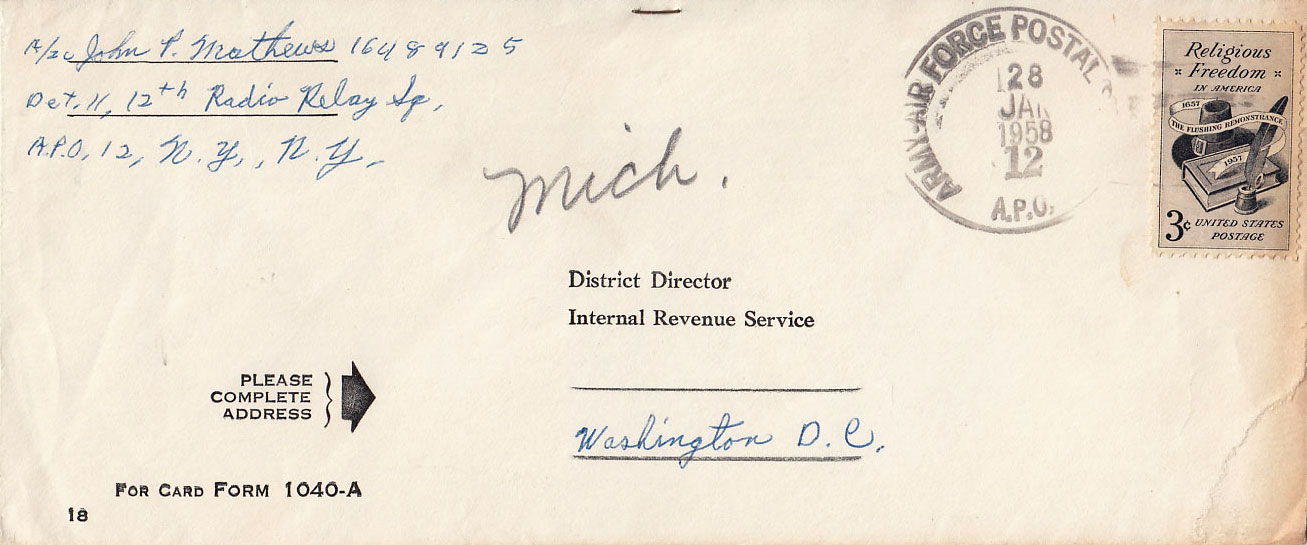 A/2c John P. Mathews 16489125
Det. 11, 12th Radio Relay Sq,
A.P.O, 12, N.Y., N.Y.
Mich.
ARMY-AIR FORCE POSTAL
28
JAN
1958
12
A.P.O.
Religious
Freedom
IN AMERICA
1657
THE FLUSHING REMONSTRANCE
1957
3¢ UNITED STATES
POSTAGE
District Director
Internal Revenue Service
PLEASE
COMPLETE
ADDRESS
Washington D.C.
FOR CARD FORM 1040-A
18